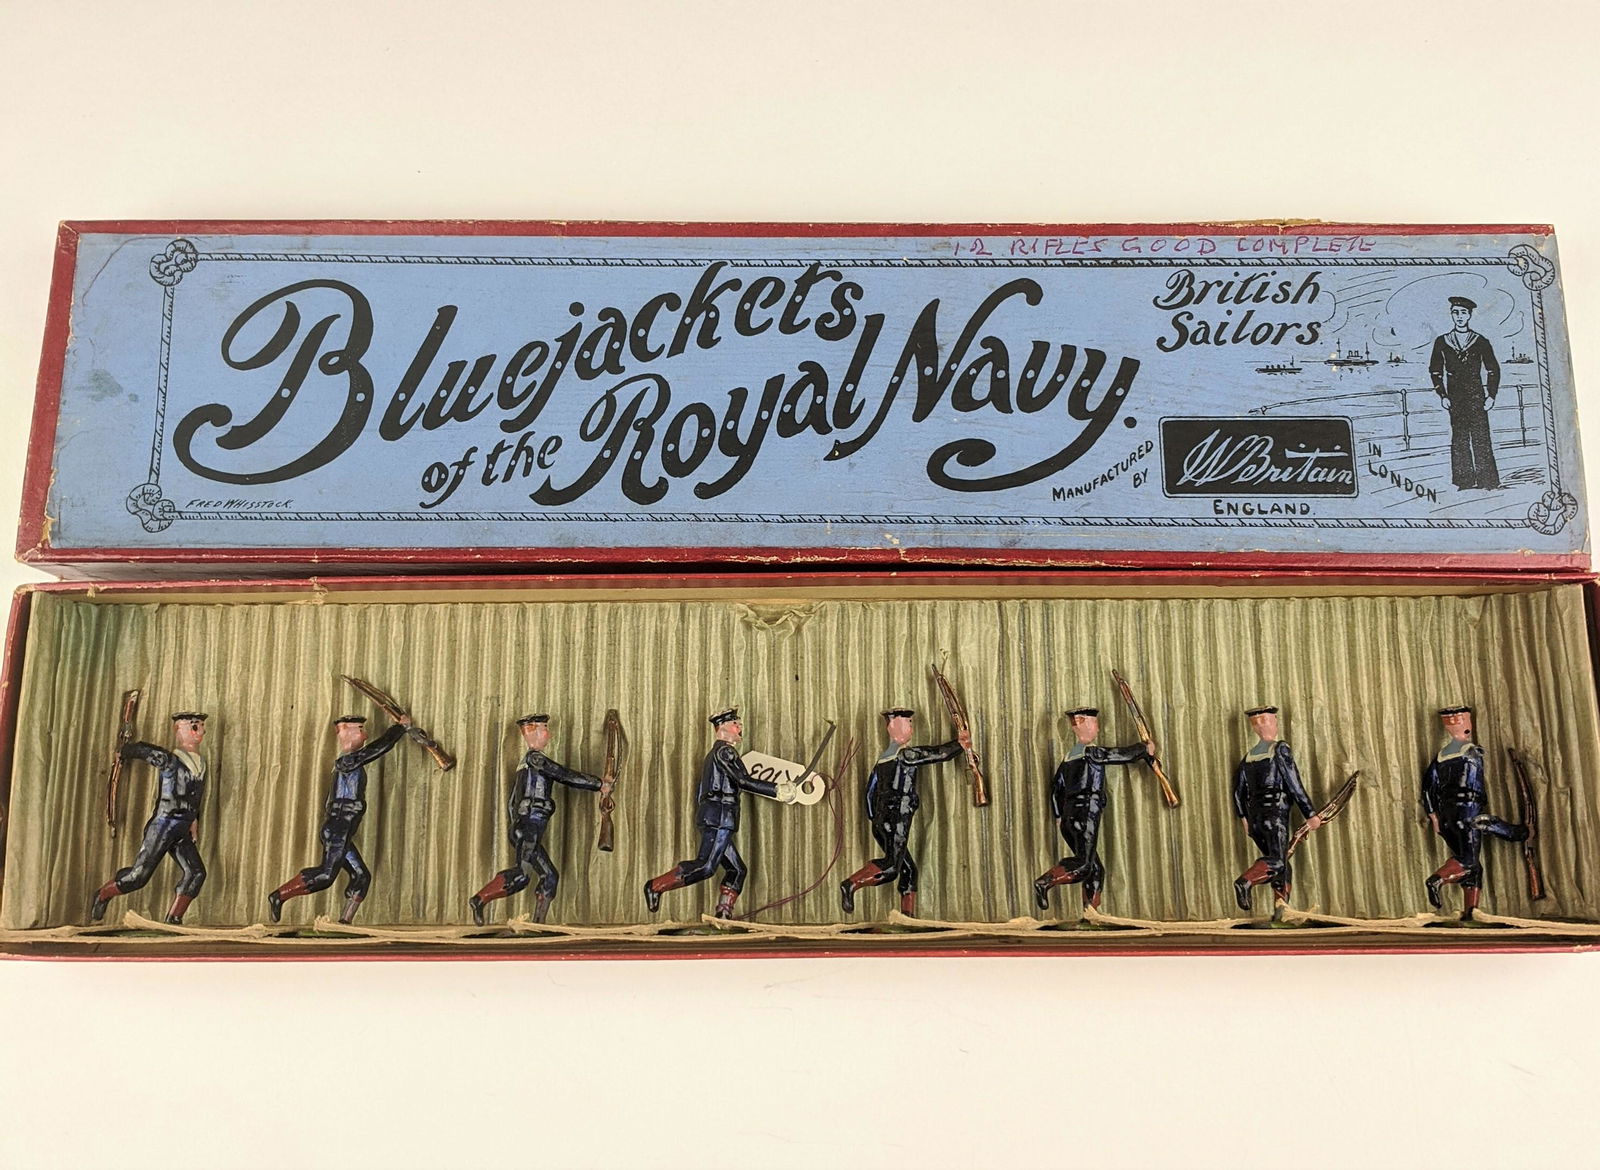 12 RIFLES GOOD COMPLETE
Bluejackets
of the Royal Navy.
British
Sailors.
MANUFACTURED
BY
W Britain
IN
LONDON
ENGLAND.
FRED WHISSTOCK.